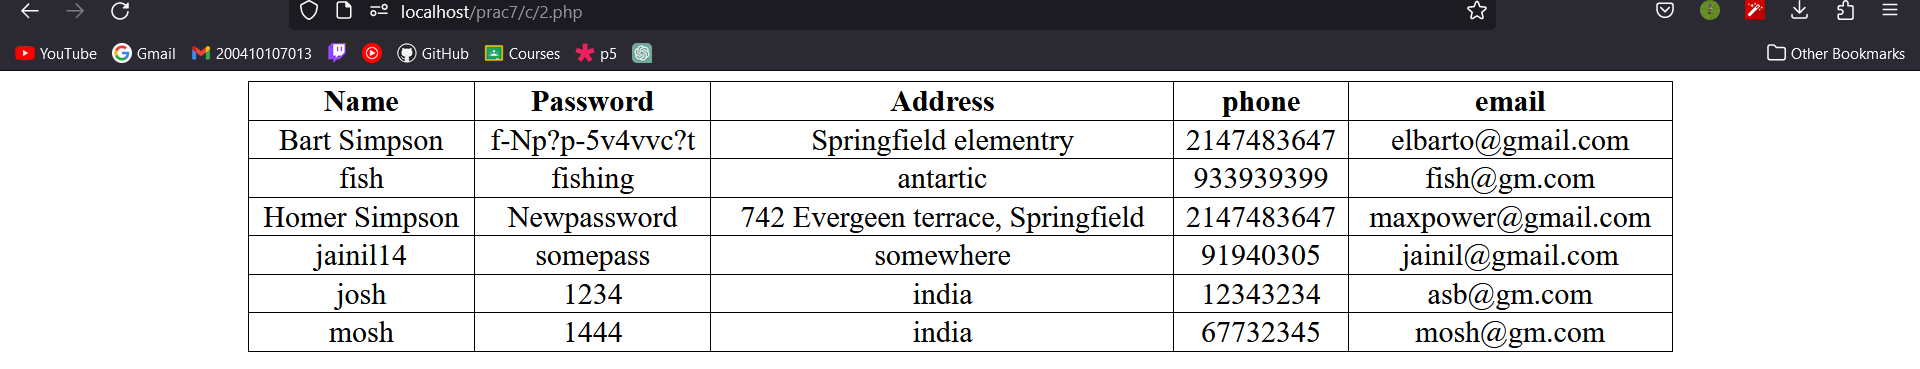 localhost/prac7/c/2.php
YouTube Gmail 200410107013 GitHub Courses p5 Other Bookmarks
Name Password Address phone email
Bart Simpson f-Np?p-5v4vvc?t Springfield elementry 2147483647 elbarto@gmail.com
fish fishing antartic 933939399 fish@gm.com
Homer Simpson Newpassword 742 Evergeen terrace, Springfield 2147483647 maxpower@gmail.com
jainil14 somepass somewhere 91940305 jainil@gmail.com
josh 1234 india 12343234 asb@gm.com
mosh 1444 india 67732345 mosh@gm.com